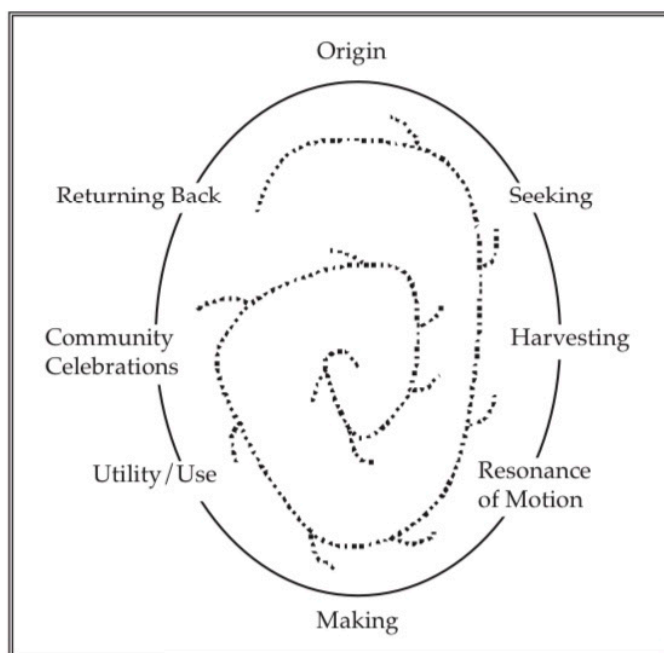 Origin
Returning Back
Seeking
Community
Celebrations
Harvesting
Utility/Use
Resonance
of Motion
Making